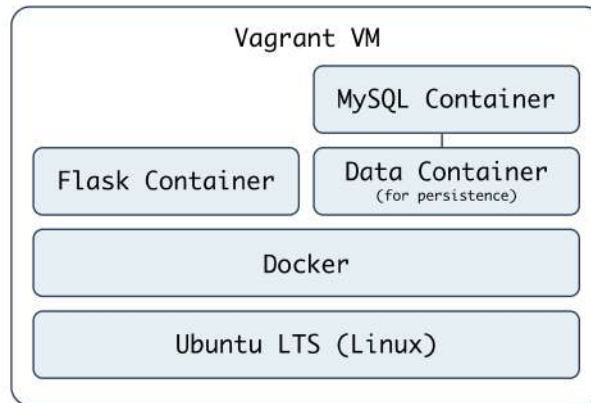 Vagrant VM
MySQL Container
Flask Container
Data Container
(for persistence)
Docker
Ubuntu LTS (Linux)